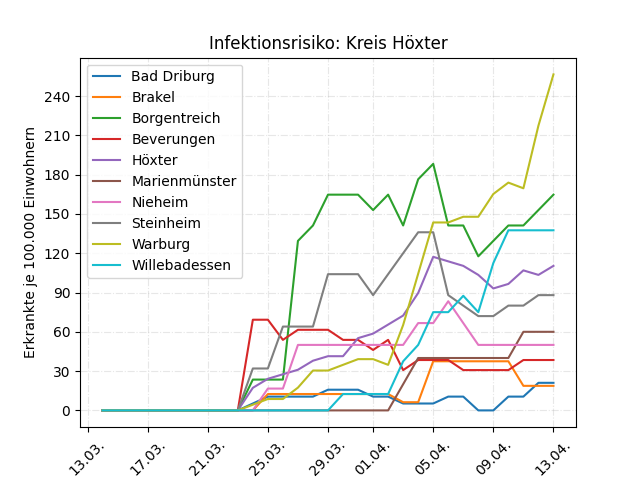 Infektionsrisiko: Kreis Höxter
Erkrankte je 100.000 Einwohnern
240
210
180
150
120
90
60
30
0
Bad Driburg
Brakel
Borgentreich
Beverungen
Höxter
Marienmünster
Nieheim
Steinheim
Warburg
Willebadessen
13.03.
17.03.
21.03.
25.03.
29.03.
01.04.
05.04.
09.04.
13.04.